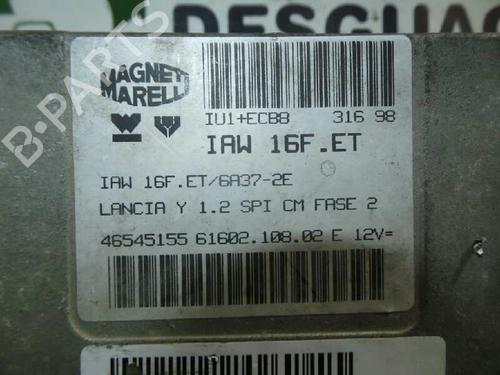 DESGUAC
B-PARTS
MAGNETI
MARELLI
IU1+ECB8 316 98
IAW 16F.ET
IAW 16F.ET/6A37-2E
LANCIA Y 1.2 SPI CM FASE 2
46545155 61602.108.02 E 12V=